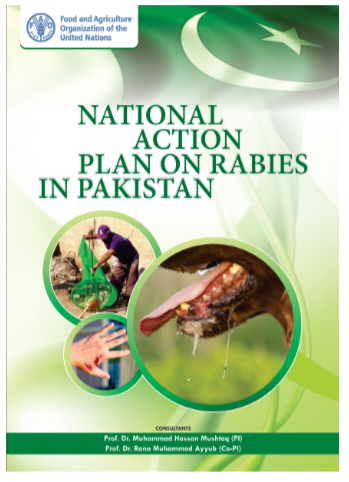 Food and Agriculture
Organization of the
United Nations
NATIONAL
ACTION
PLAN ON RABIES
IN PAKISTAN
CONSULTANTS
Prof. Dr. Muhammad Hassan Mushtaq (PI)
Prof. Dr. Rana Muhammad Ayyub (Co-PI)